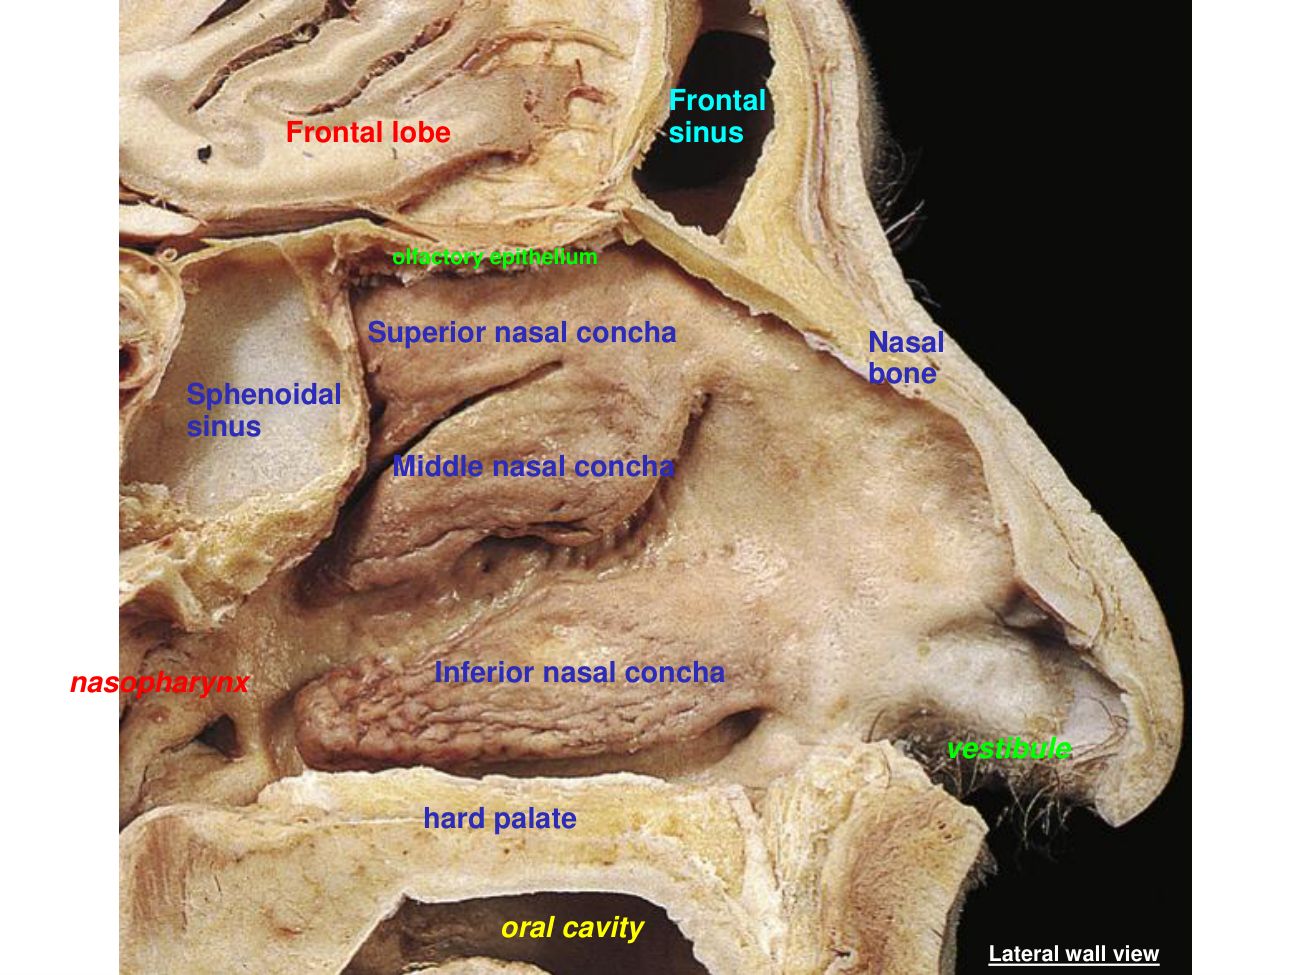 Frontal
sinus
Frontal lobe
olfactory epithelium
Superior nasal concha
Nasal
bone
Sphenoidal
sinus
Middle nasal concha
Inferior nasal concha
nasopharynx
vestibule
hard palate
oral cavity
Lateral wall view